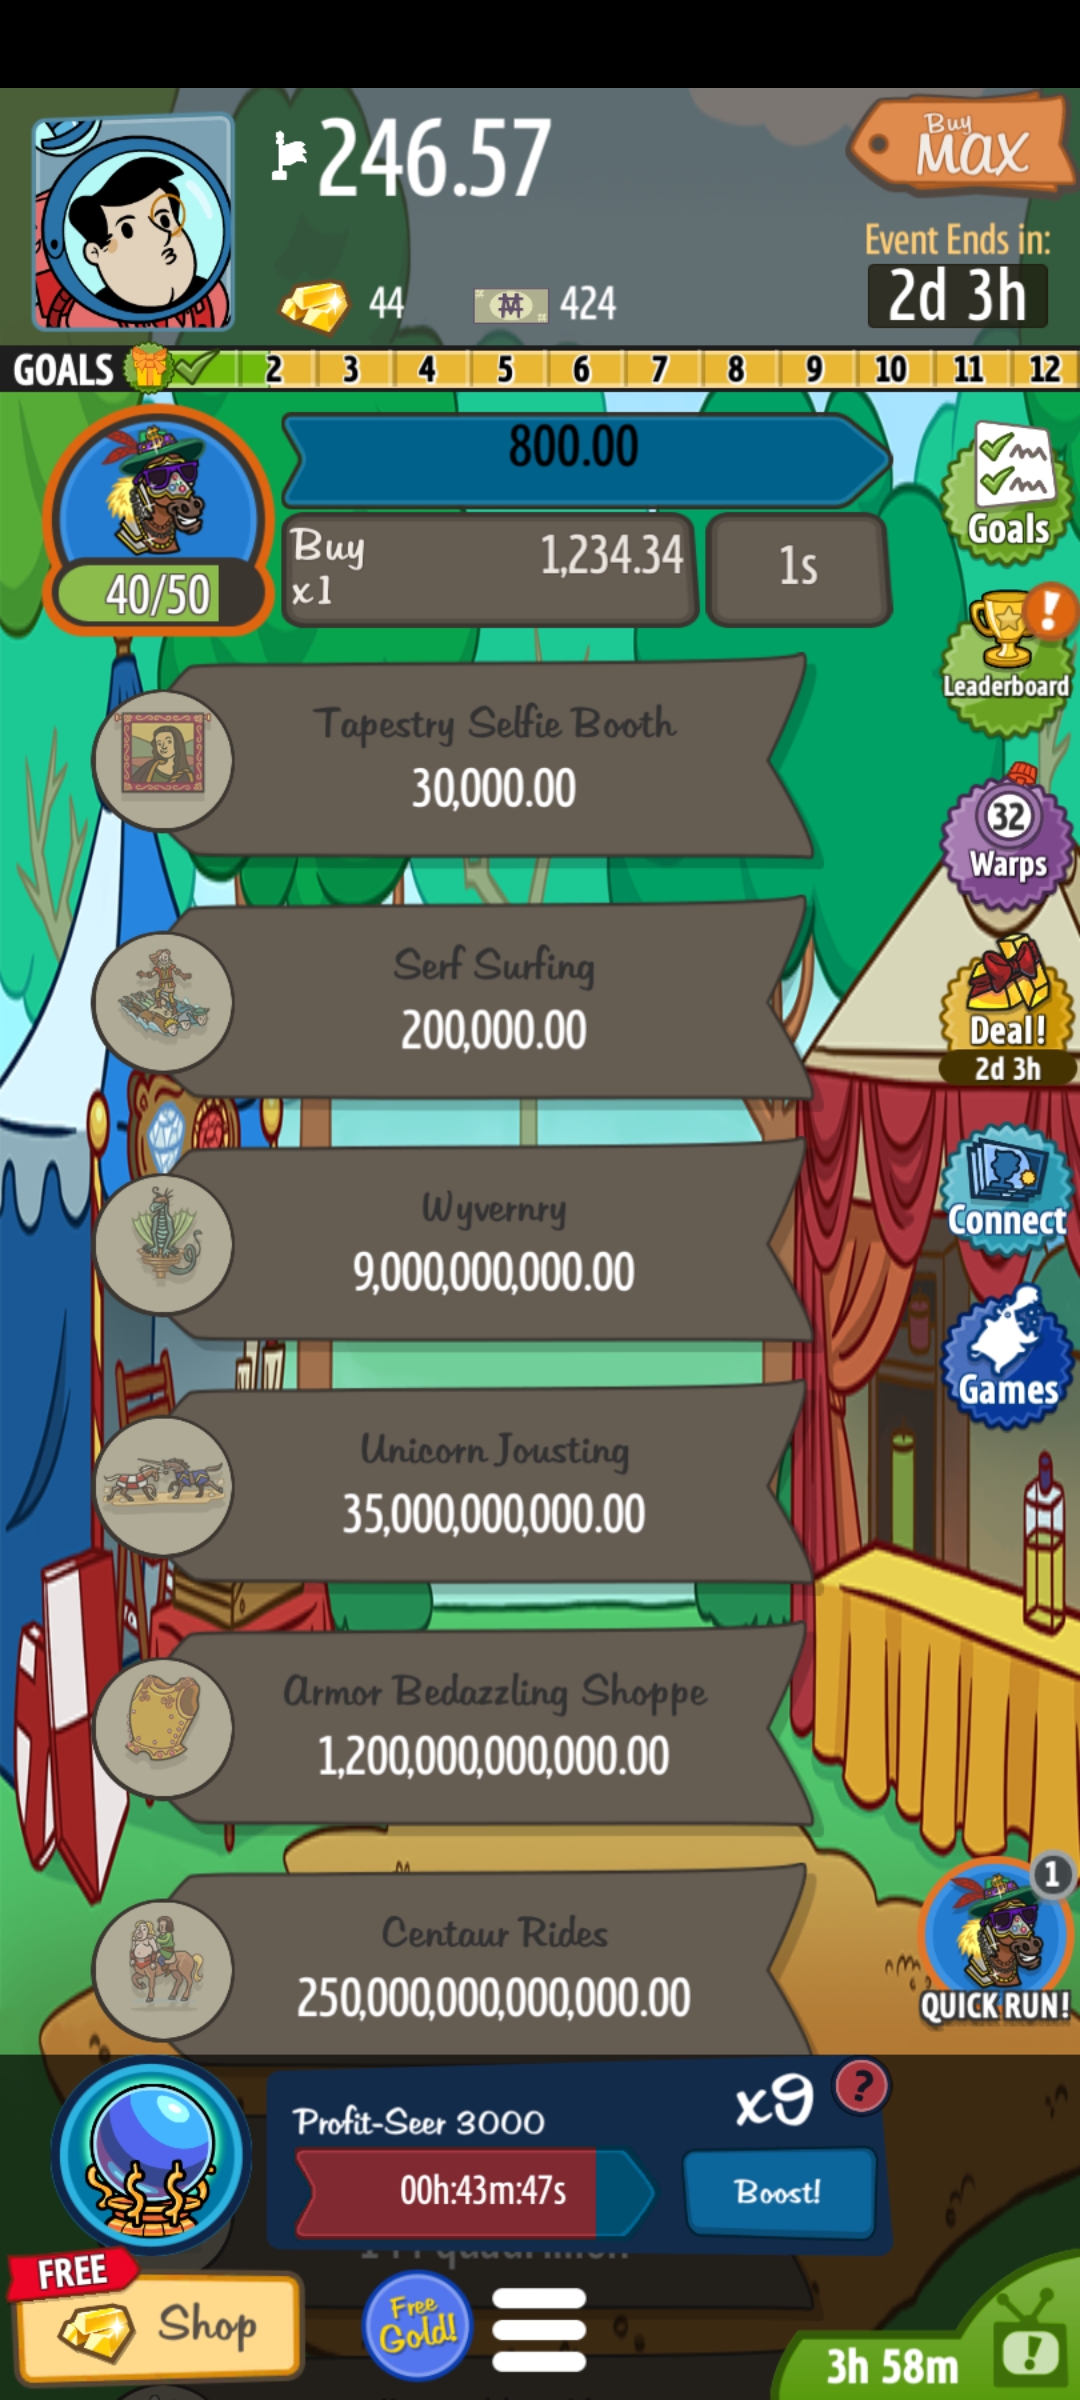 246.57
Buy
MAX
44
424
Event Ends in:
2d 3h
GOALS 2 3 4 5 6 7 8 9 10 11 12
800.00
40/50
Buy
x1
1,234.34
1s
Goals
!
Leaderboard
Tapestry Selfie Booth
30,000.00
32
Warps
Serf Surfing
200,000.00
Deal!
2d 3h
Wyvernry
9,000,000,000.00
Connect
Games
Unicorn Jousting
35,000,000,000.00
Armor Bedazzling Shoppe
1,200,000,000,000.00
Centaur Rides
250,000,000,000,000.00
1
QUICK RUN!
Profit-Seer 3000
x9
?
00h:43m:47s
Boost!
FREE
Shop
Free
Gold!
3h 58m
!